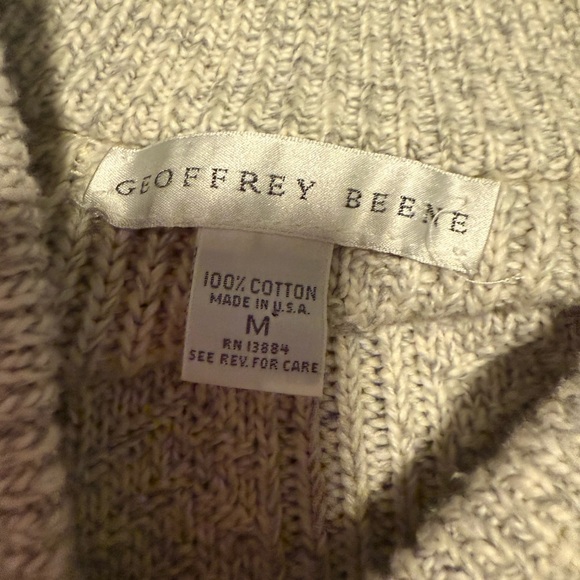 GEOFFREY BEENE
100% COTTON
MADE IN U.S.A.
M
RN 13884
SEE REV. FOR CARE